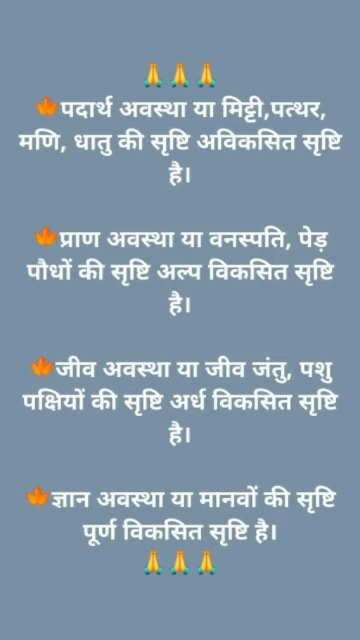 🙏🙏🙏
🍁पदार्थ अवस्था या मिट्टी,पत्थर,
मणि, धातु की सृष्टि अविकसित सृष्टि
है।
🍁प्राण अवस्था या वनस्पति, पेड़
पौधों की सृष्टि अल्प विकसित सृष्टि
है।
🍁जीव अवस्था या जीव जंतु, पशु
पक्षियों की सृष्टि अर्ध विकसित सृष्टि
है।
🍁ज्ञान अवस्था या मानवों की सृष्टि
पूर्ण विकसित सृष्टि है।
🙏🙏🙏